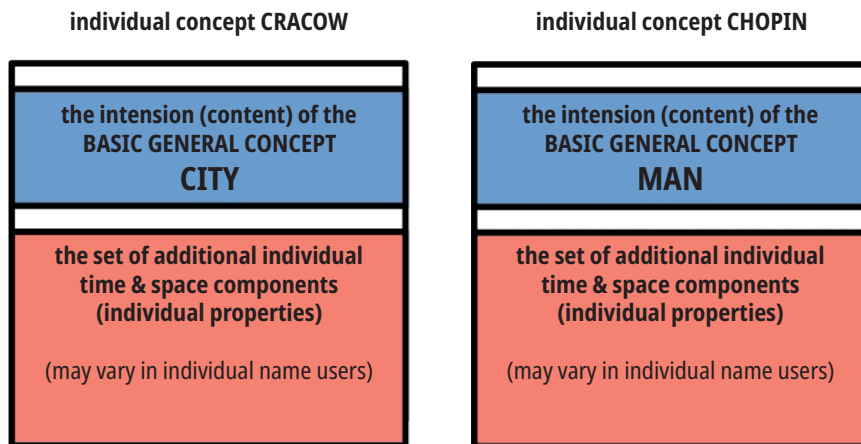 individual concept CRACOW
the intension (content) of the
BASIC GENERAL CONCEPT
CITY
the set of additional individual
time & space components
(individual properties)
(may vary in individual name users)
individual concept CHOPIN
the intension (content) of the
BASIC GENERAL CONCEPT
MAN
the set of additional individual
time & space components
(individual properties)
(may vary in individual name users)